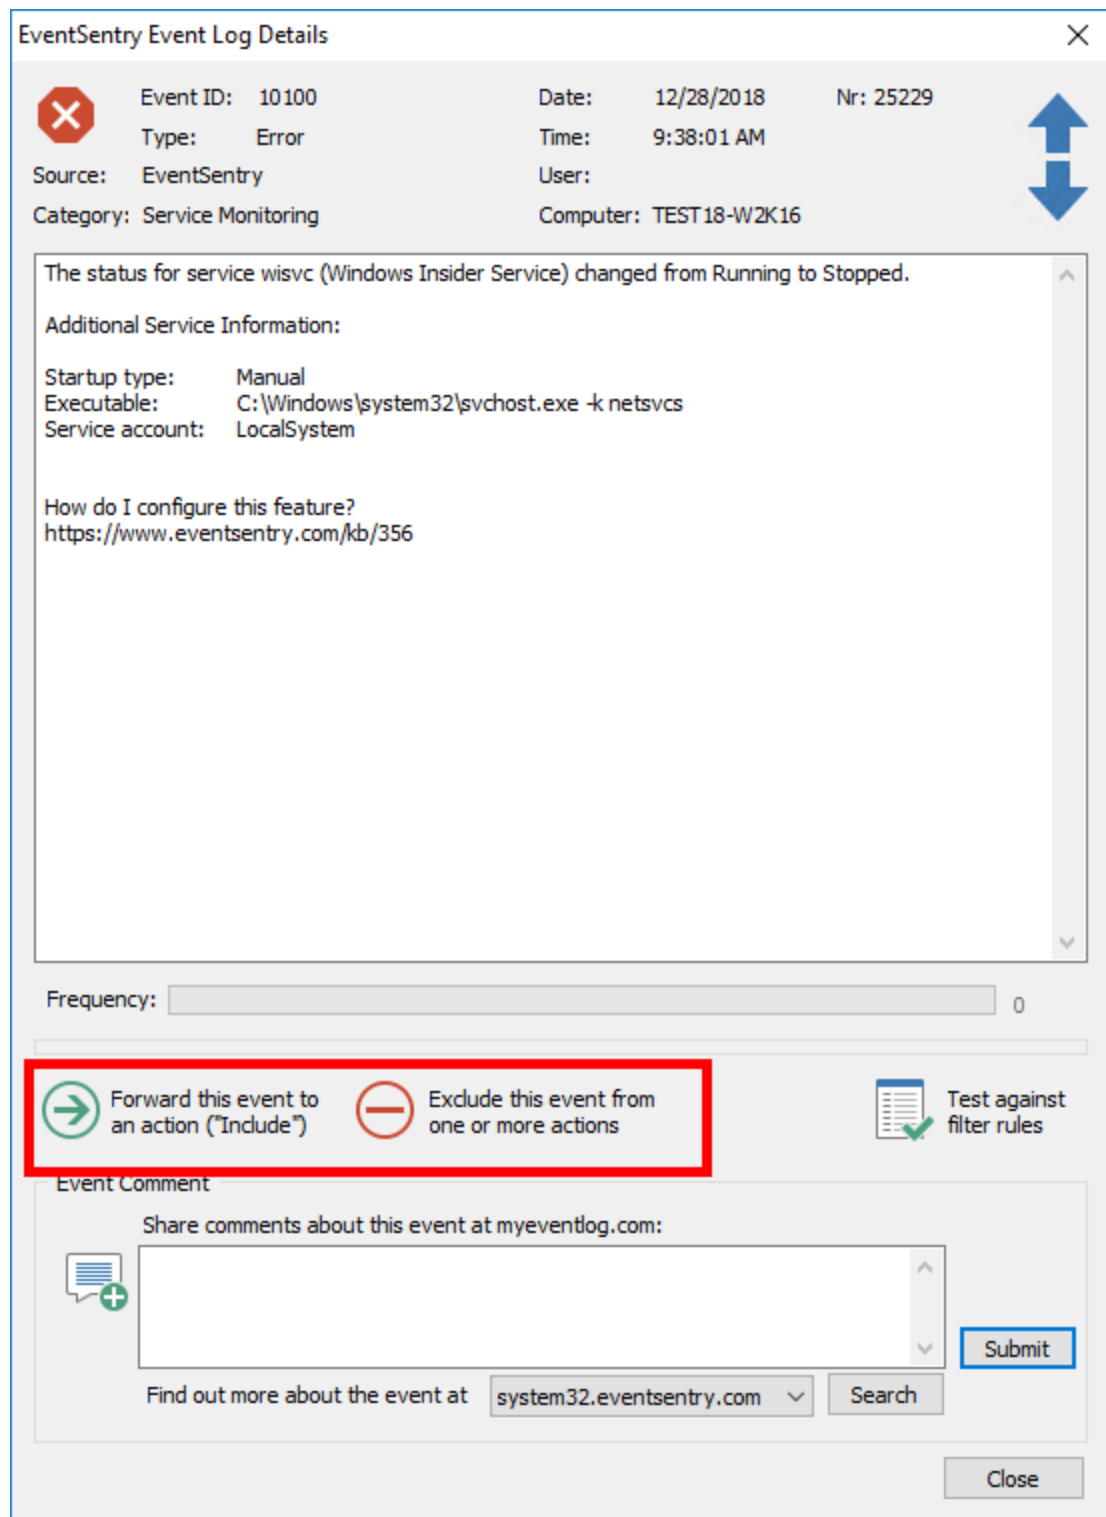 EventSentry Event Log Details
Event ID: 10100 Date: 12/28/2018 Nr: 25229
Type: Error Time: 9:38:01 AM
Source: EventSentry User:
Category: Service Monitoring Computer: TEST18-W2K16
The status for service wisvc (Windows Insider Service) changed from Running to Stopped.
Additional Service Information:
Startup type: Manual
Executable: C:\Windows\system32\svchost.exe -k netsvcs
Service account: LocalSystem
How do I configure this feature?
https://www.eventsentry.com/kb/356
Frequency: 0
Forward this event to
an action ("Include")
Exclude this event from
one or more actions
Test against
filter rules
Event Comment
Share comments about this event at myeventlog.com:
Submit
Find out more about the event at system32.eventsentry.com Search
Close